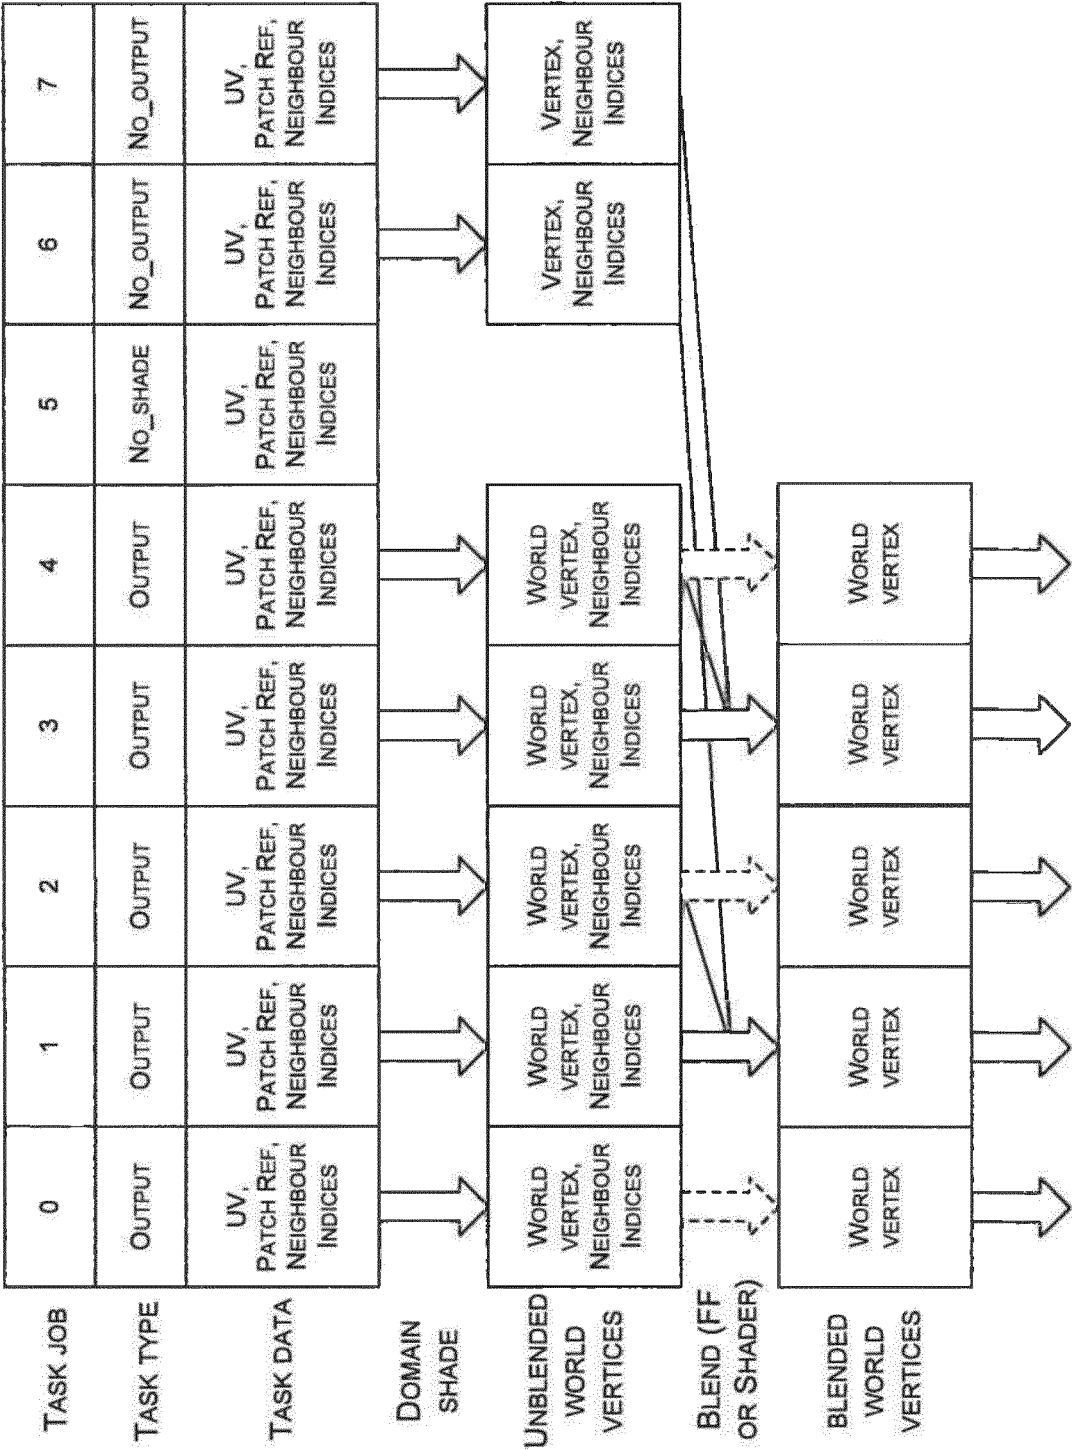 TASK JOB
0
1
2
3
4
5
6
7
TASK TYPE
OUTPUT
OUTPUT
OUTPUT
OUTPUT
OUTPUT
NO_SHADE
NO_OUTPUT
NO_OUTPUT
TASK DATA
UV,
PATCH REF,
NEIGHBOUR
INDICES
UV,
PATCH REF,
NEIGHBOUR
INDICES
UV,
PATCH REF,
NEIGHBOUR
INDICES
UV,
PATCH REF,
NEIGHBOUR
INDICES
UV,
PATCH REF,
NEIGHBOUR
INDICES
UV,
PATCH REF,
NEIGHBOUR
INDICES
UV,
PATCH REF,
NEIGHBOUR
INDICES
UV,
PATCH REF,
NEIGHBOUR
INDICES
DOMAIN
SHADE
UNBLENDED
WORLD
VERTICES
WORLD
VERTEX,
NEIGHBOUR
INDICES
WORLD
VERTEX,
NEIGHBOUR
INDICES
WORLD
VERTEX,
NEIGHBOUR
INDICES
WORLD
VERTEX,
NEIGHBOUR
INDICES
WORLD
VERTEX,
NEIGHBOUR
INDICES
VERTEX,
NEIGHBOUR
INDICES
VERTEX,
NEIGHBOUR
INDICES
BLEND (FF
OR SHADER)
BLENDED
WORLD
VERTICES
WORLD
VERTEX
WORLD
VERTEX
WORLD
VERTEX
WORLD
VERTEX
WORLD
VERTEX